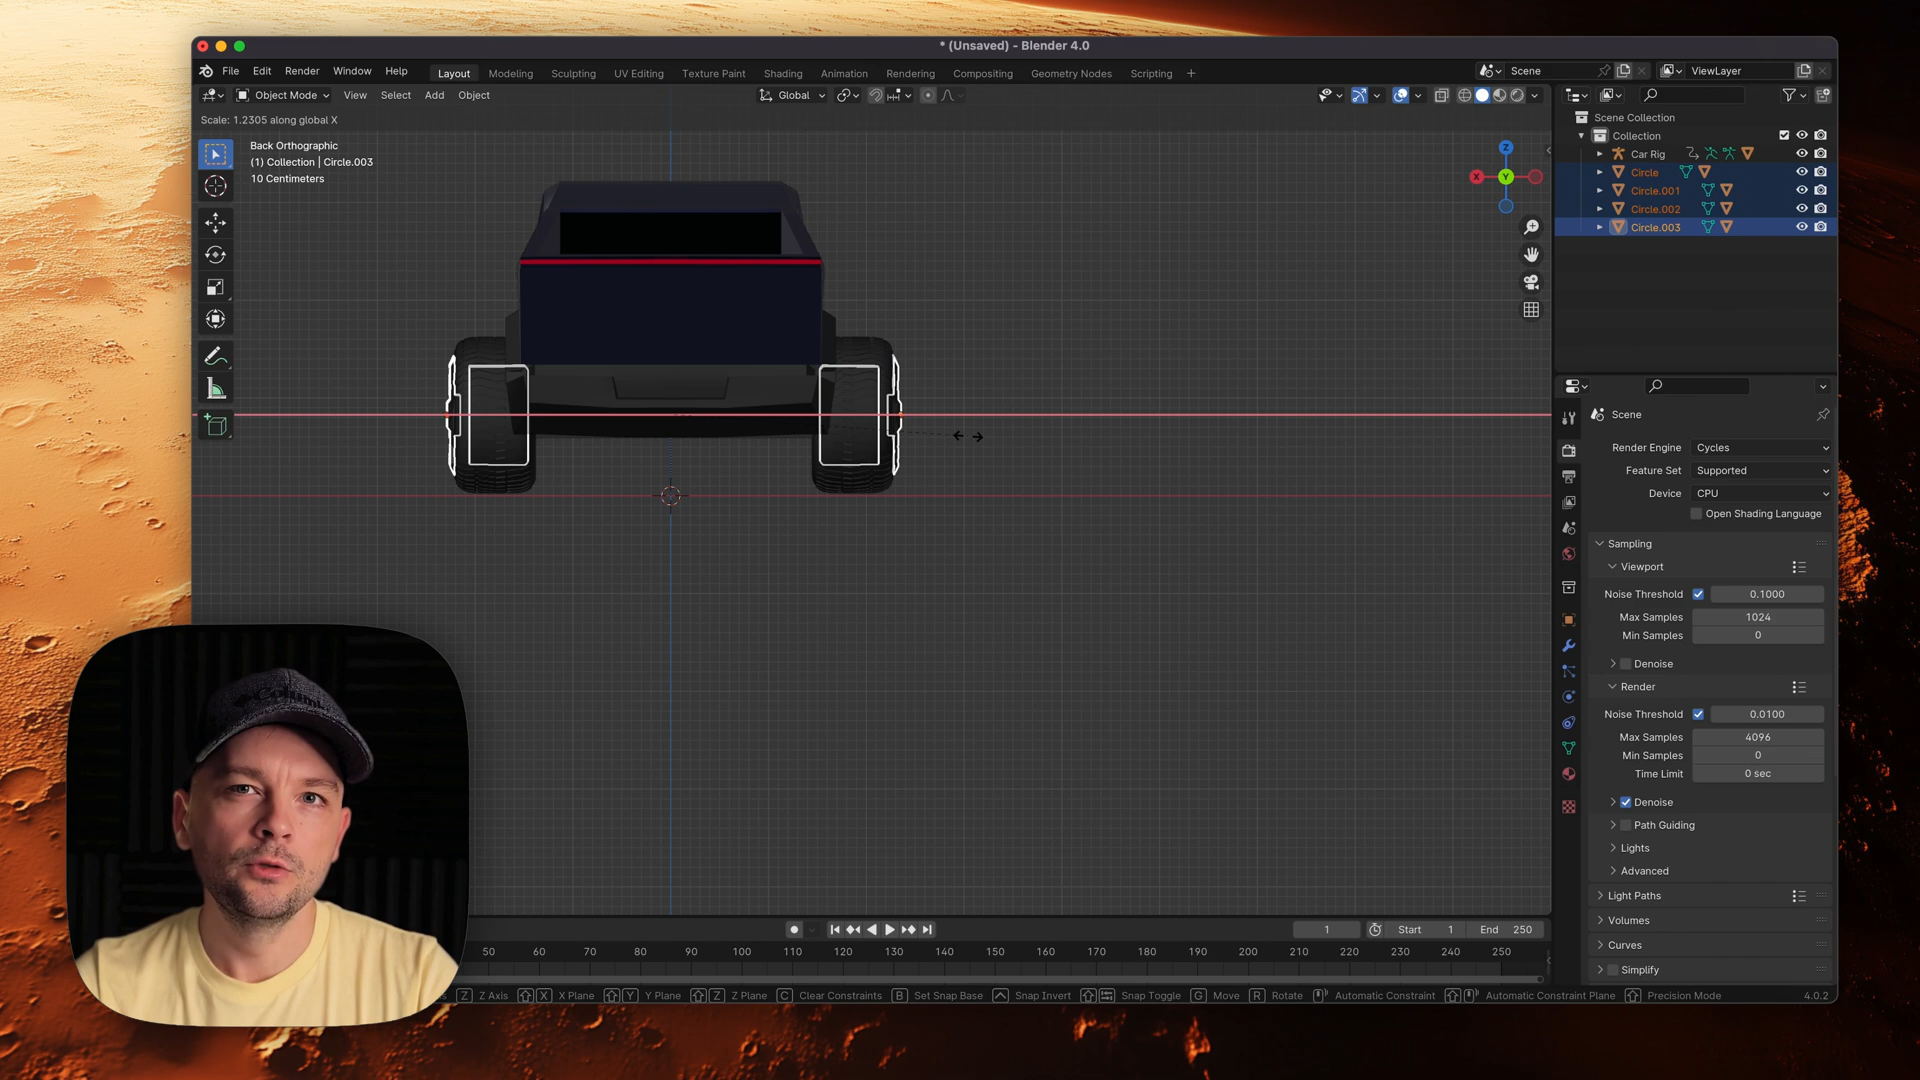 * (Unsaved) - Blender 4.0
File Edit Render Window Help Layout Modeling Sculpting UV Editing Texture Paint Shading Animation Rendering Compositing Geometry Nodes Scripting + Scene ViewLayer
Object Mode View Select Add Object Global
Scale: 1.2305 along global X
Back Orthographic
(1) Collection | Circle.003
10 Centimeters
Z
X
Y
Scene Collection
Collection
Car Rig
Circle
Circle.001
Circle.002
Circle.003
Scene
Render Engine Cycles
Feature Set Supported
Device CPU
Open Shading Language
Sampling
Viewport
Noise Threshold 0.1000
Max Samples 1024
Min Samples 0
Denoise
Render
Noise Threshold 0.0100
Max Samples 4096
Min Samples 0
Time Limit 0 sec
Denoise
Path Guiding
Lights
Advanced
Light Paths
Volumes
Curves
Simplify
1 Start 1 End 250
50 60 70 80 90 100 110 120 130 140 150 160 170 180 190 200 210 220 230 240 250
Z Z Axis X X Plane Y Y Plane Z Z Plane C Clear Constraints B Set Snap Base Snap Invert Snap Toggle G Move R Rotate Automatic Constraint Automatic Constraint Plane Precision Mode 4.0.2